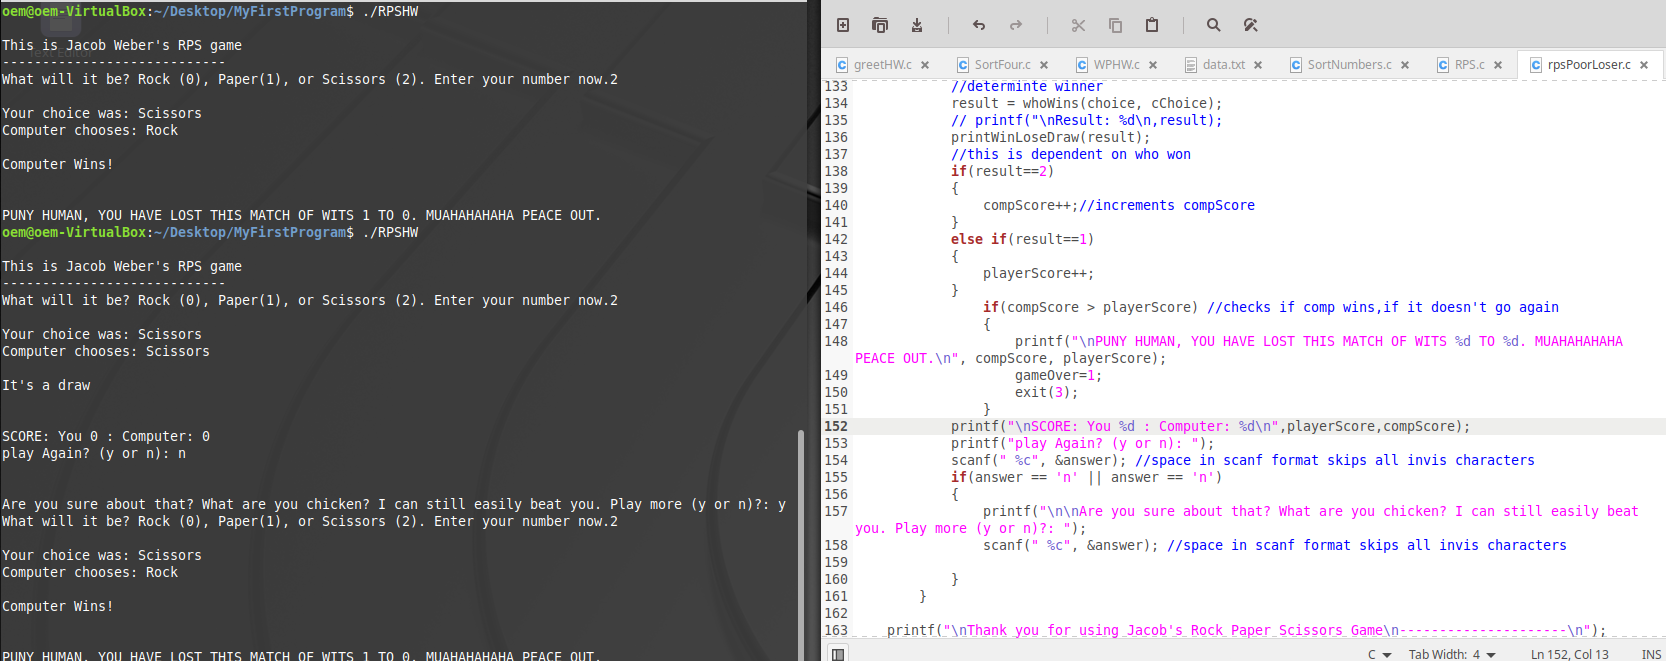 oem@oem-VirtualBox:~/Desktop/MyFirstProgram$ ./RPSHW
This is Jacob Weber's RPS game
----------------------------
What will it be? Rock (0), Paper(1), or Scissors (2). Enter your number now.2
Your choice was: Scissors
Computer chooses: Rock
Computer Wins!
PUNY HUMAN, YOU HAVE LOST THIS MATCH OF WITS 1 TO 0. MUAHAHAHAHA PEACE OUT.
oem@oem-VirtualBox:~/Desktop/MyFirstProgram$ ./RPSHW
This is Jacob Weber's RPS game
----------------------------
What will it be? Rock (0), Paper(1), or Scissors (2). Enter your number now.2
Your choice was: Scissors
Computer chooses: Scissors
It's a draw
SCORE: You 0 : Computer: 0
play Again? (y or n): n
Are you sure about that? What are you chicken? I can still easily beat you. Play more (y or n)?: y
What will it be? Rock (0), Paper(1), or Scissors (2). Enter your number now.2
Your choice was: Scissors
Computer chooses: Rock
Computer Wins!
PUNY HUMAN, YOU HAVE LOST THIS MATCH OF WITS 1 TO 0. MUAHAHAHAHA PEACE OUT.
greetHW.c SortFour.c WPHW.c data.txt SortNumbers.c RPS.c rpsPoorLoser.c
133 //determinte winner
134 result = whoWins(choice, cChoice);
135 // printf("\nResult: %d\n,result);
136 printWinLoseDraw(result);
137 //this is dependent on who won
138 if(result==2)
139 {
140 compScore++;//increments compScore
141 }
142 else if(result==1)
143 {
144 playerScore++;
145 }
146 if(compScore > playerScore) //checks if comp wins,if it doesn't go again
147 {
148 printf("\nPUNY HUMAN, YOU HAVE LOST THIS MATCH OF WITS %d TO %d. MUAHAHAHAHA
PEACE OUT.\n", compScore, playerScore);
149 gameOver=1;
150 exit(3);
151 }
152 printf("\nSCORE: You %d : Computer: %d\n",playerScore,compScore);
153 printf("play Again? (y or n): ");
154 scanf(" %c", &answer); //space in scanf format skips all invis characters
155 if(answer == 'n' || answer == 'n')
156 {
157 printf("\n\nAre you sure about that? What are you chicken? I can still easily beat
you. Play more (y or n)?: ");
158 scanf(" %c", &answer); //space in scanf format skips all invis characters
159
160 }
161 }
162
163 printf("\nThank you for using Jacob's Rock Paper Scissors Game\n---------------------\n");
C Tab Width: 4 Ln 152, Col 13 INS